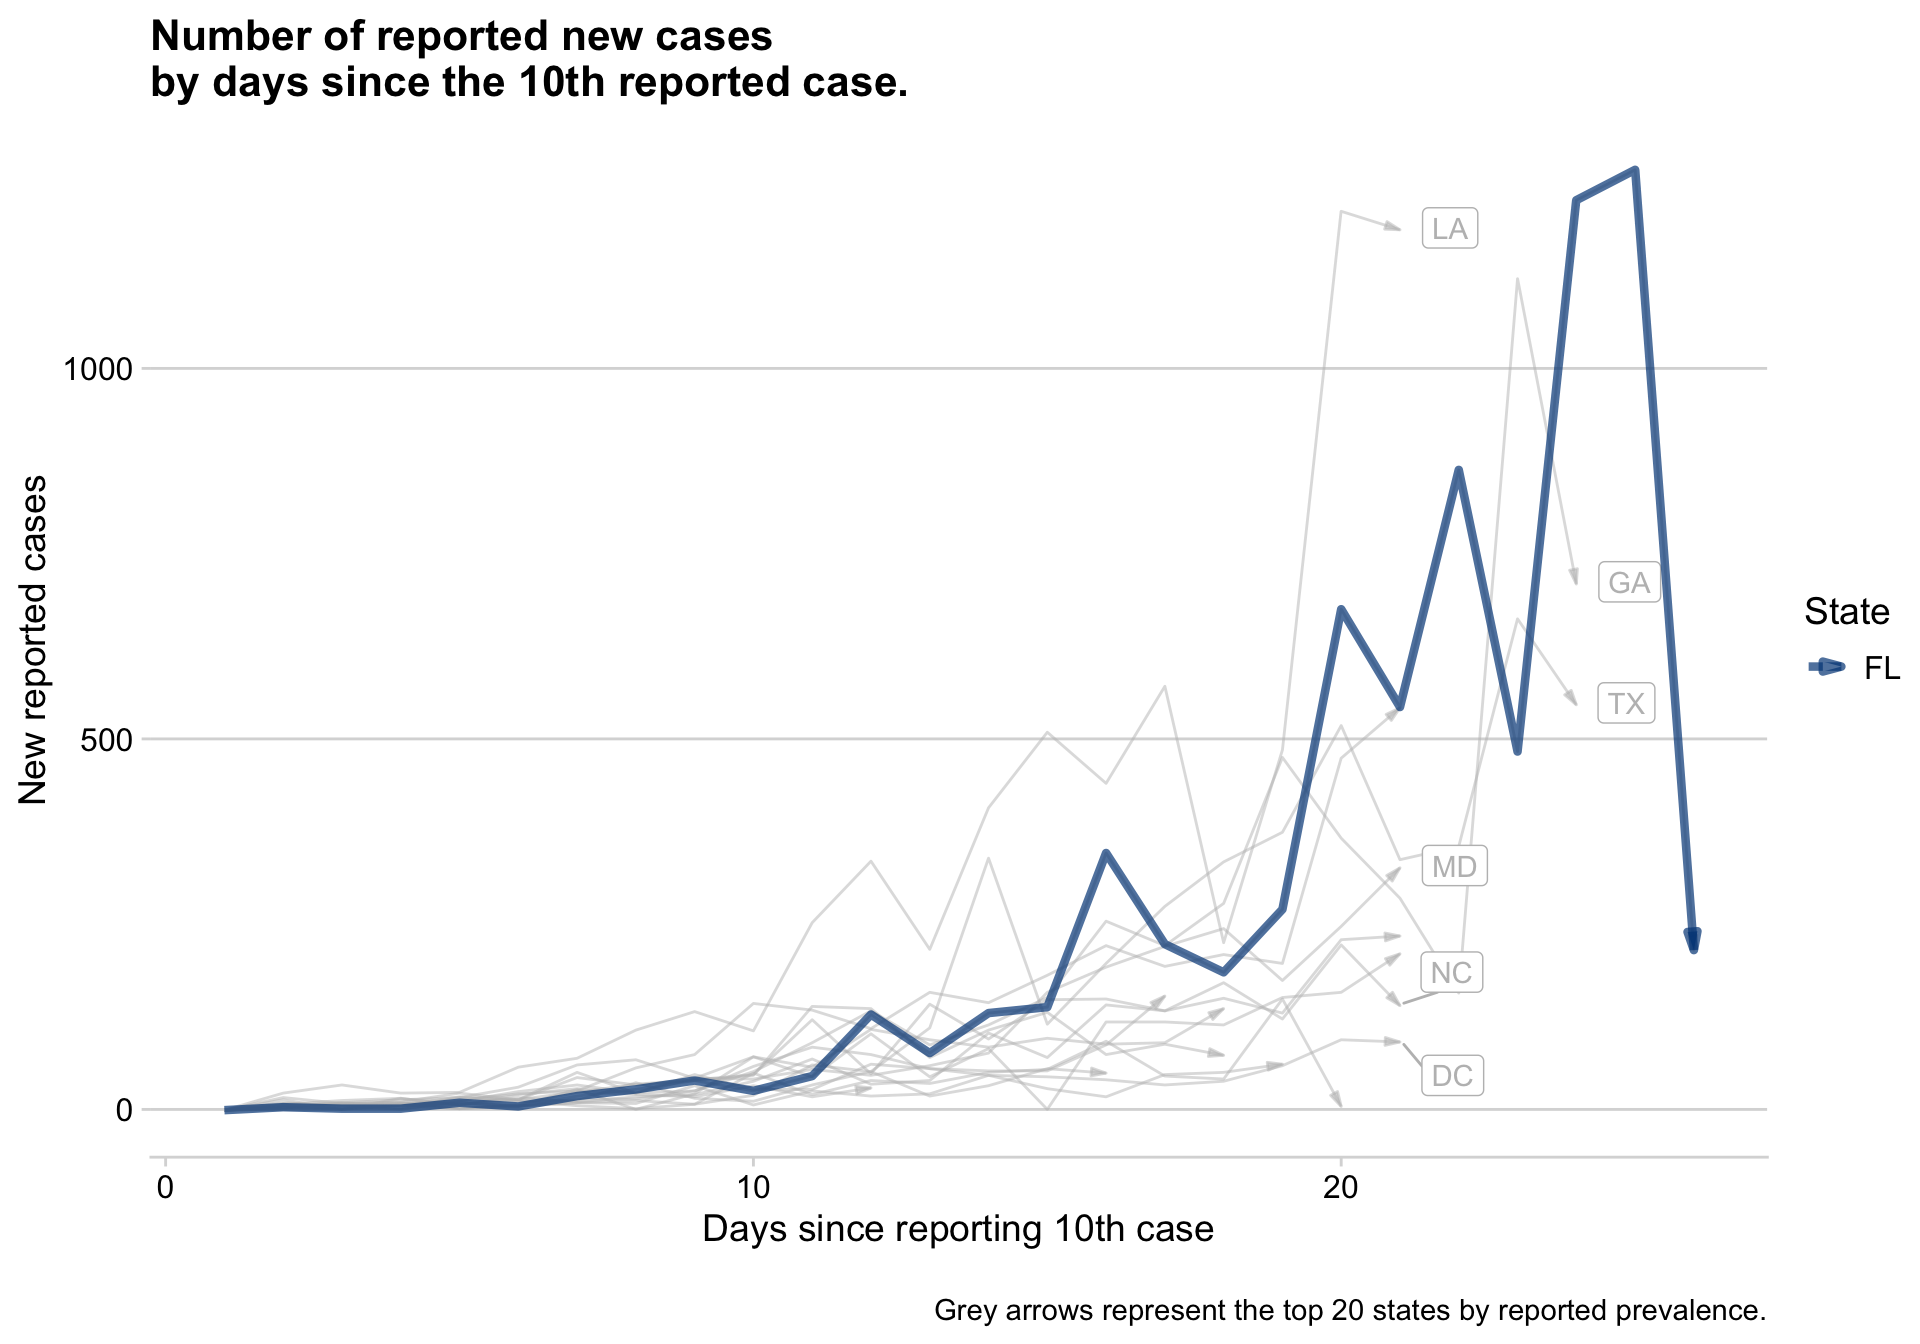 Number of reported new cases
by days since the 10th reported case.
New reported cases
1000
500
0
LA
GA
TX
MD
NC
DC
State
FL
0
10
20
Days since reporting 10th case
Grey arrows represent the top 20 states by reported prevalence.